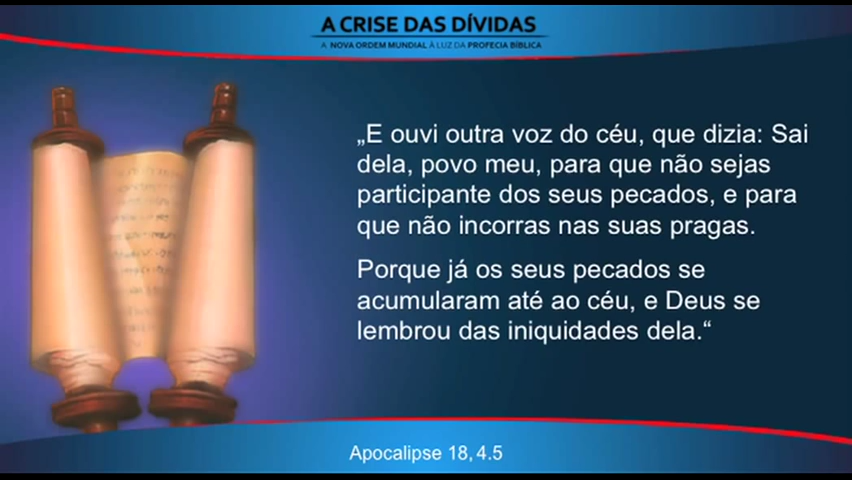 A CRISE DAS DÍVIDAS
A NOVA ORDEM MUNDIAL À LUZ DA PROFECIA BÍBLICA
„E ouvi outra voz do céu, que dizia: Sai
dela, povo meu, para que não sejas
participante dos seus pecados, e para
que não incorras nas suas pragas.
Porque já os seus pecados se
acumularam até ao céu, e Deus se
lembrou das iniquidades dela.“
Apocalipse 18, 4.5